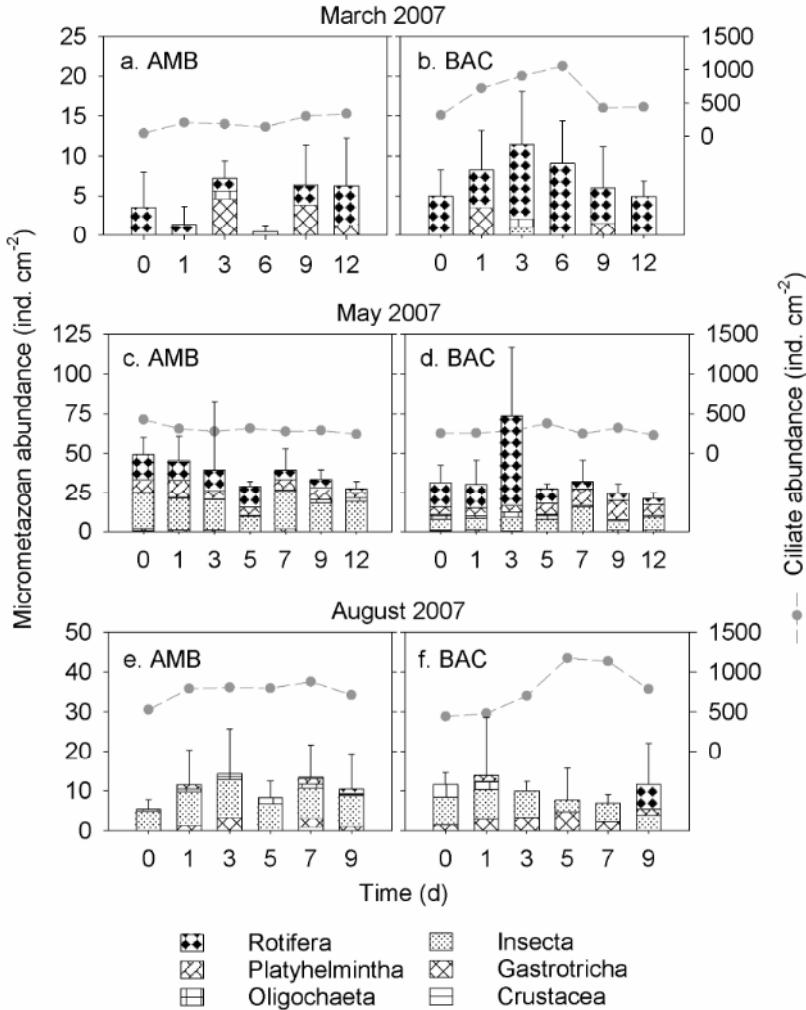 March 2007
a. AMB
b. BAC
25
20
15
10
5
0
1500
1000
500
0
0 1 3 6 9 12
0 1 3 6 9 12
May 2007
c. AMB
d. BAC
125
100
75
50
25
0
1500
1000
500
0
0 1 3 5 7 9 12
0 1 3 5 7 9 12
August 2007
e. AMB
f. BAC
50
40
30
20
10
0
1500
1000
500
0
0 1 3 5 7 9
0 1 3 5 7 9
Time (d)
Micrometazoan abundance (ind. cm⁻²)
Ciliate abundance (ind. cm⁻²)
Rotifera
Insecta
Platyhelmintha
Gastrotricha
Oligochaeta
Crustacea